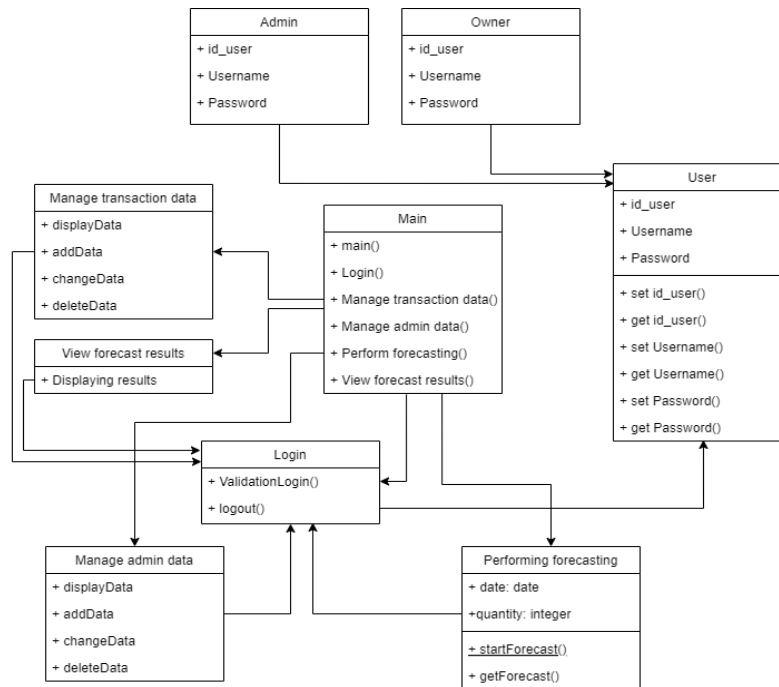 Admin
+ id_user
+ Username
+ Password
Owner
+ id_user
+ Username
+ Password
User
+ id_user
+ Username
+ Password
+ set id_user()
+ get id_user()
+ set Username()
+ get Username()
+ set Password()
+ get Password()
Manage transaction data
+ displayData
+ addData
+ changeData
+ deleteData
Main
+ main()
+ Login()
+ Manage transaction data()
+ Manage admin data()
+ Perform forecasting()
+ View forecast results()
View forecast results
+ Displaying results
Login
+ ValidationLogin()
+ logout()
Manage admin data
+ displayData
+ addData
+ changeData
+ deleteData
Performing forecasting
+ date: date
+quantity: integer
+ startForecast()
+ getForecast()